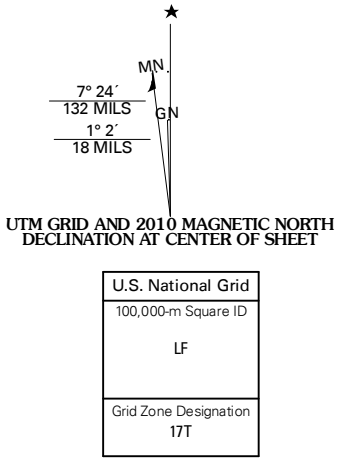 MN
7° 24´
132 MILS
GN
1° 2´
18 MILS
UTM GRID AND 2010 MAGNETIC NORTH
DECLINATION AT CENTER OF SHEET
U.S. National Grid
100,000-m Square ID
LF
Grid Zone Designation
17T